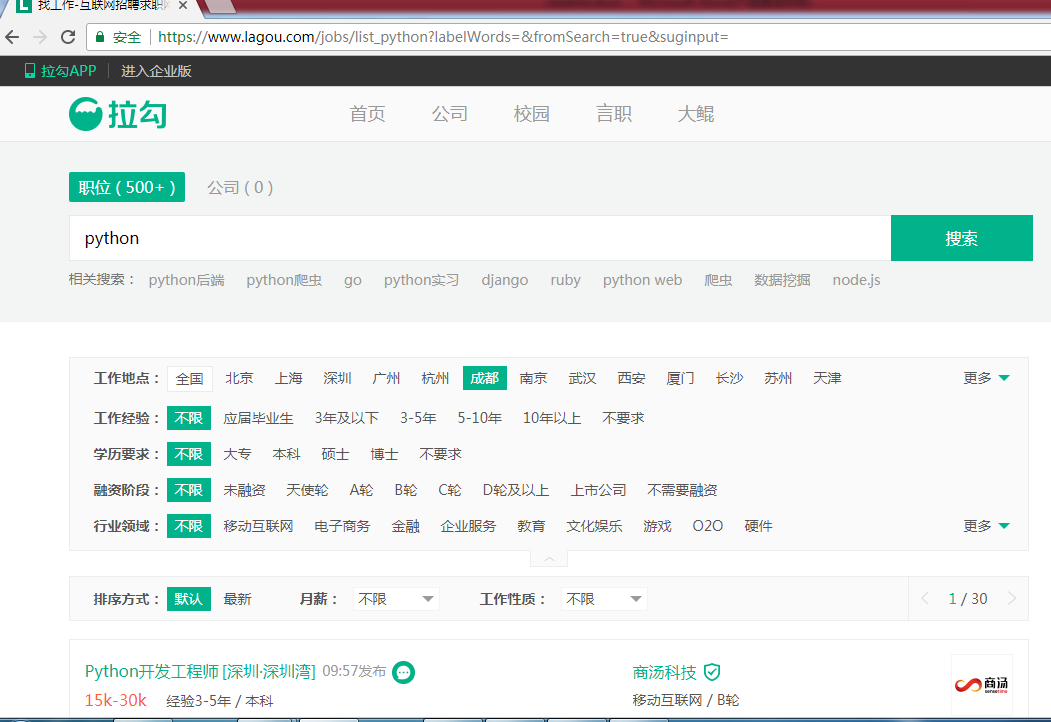 找工作-互联网招聘求职网
安全 https://www.lagou.com/jobs/list_python?labelWords=&fromSearch=true&suginput=
拉勾APP 进入企业版
拉勾 首页 公司 校园 言职 大鲲
职位 ( 500+ ) 公司 ( 0 )
python 搜索
相关搜索： python后端 python爬虫 go python实习 django ruby python web 爬虫 数据挖掘 node.js
工作地点： 全国 北京 上海 深圳 广州 杭州 成都 南京 武汉 西安 厦门 长沙 苏州 天津 更多
工作经验： 不限 应届毕业生 3年及以下 3-5年 5-10年 10年以上 不要求
学历要求： 不限 大专 本科 硕士 博士 不要求
融资阶段： 不限 未融资 天使轮 A轮 B轮 C轮 D轮及以上 上市公司 不需要融资
行业领域： 不限 移动互联网 电子商务 金融 企业服务 教育 文化娱乐 游戏 O2O 硬件 更多
排序方式： 默认 最新 月薪： 不限 工作性质： 不限 1 / 30
Python开发工程师 [深圳·深圳湾] 09:57发布 商汤科技 商汤
sensetime
15k-30k 经验3-5年 / 本科 移动互联网 / B轮